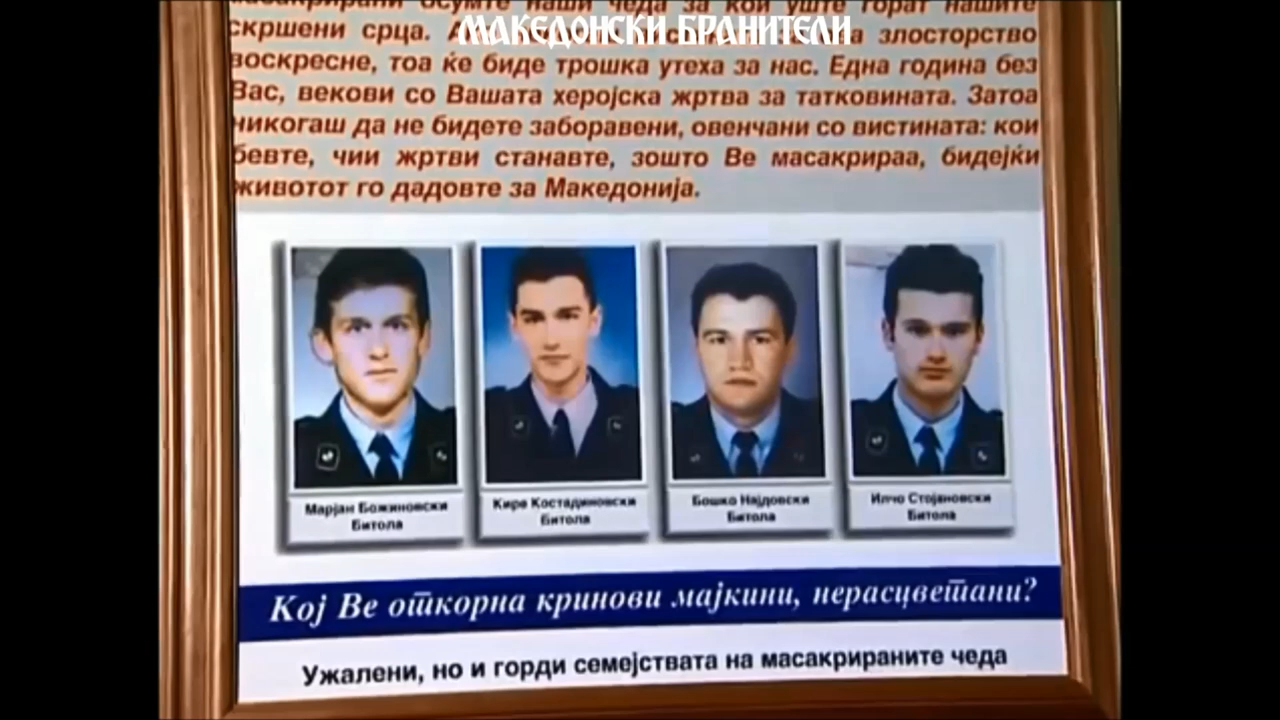 масакрирани осумте наши чеда за кои уште горат нашите
МАКЕДОНСКИ БРАНИТЕЛИ
скршени срца. злосторство
воскресне, тоа ќе биде трошка утеха за нас. Една година без
Вас, векови со Вашата херојска жртва за татковината. Затоа
никогаш да не бидете заборавени, овенчани со вистината: кои
бевте, чии жртви станавте, зошто Ве масакрираа, бидејќи
животот го дадовте за Македонија.
Марјан Божиновски
Битола
Кире Костадиновски
Битола
Бошко Најдовски
Битола
Илчо Стојановски
Битола
Кој Ве откорна кринови мајкини, нерасцветани?
Ужалени, но и горди семејствата на масакрираните чеда